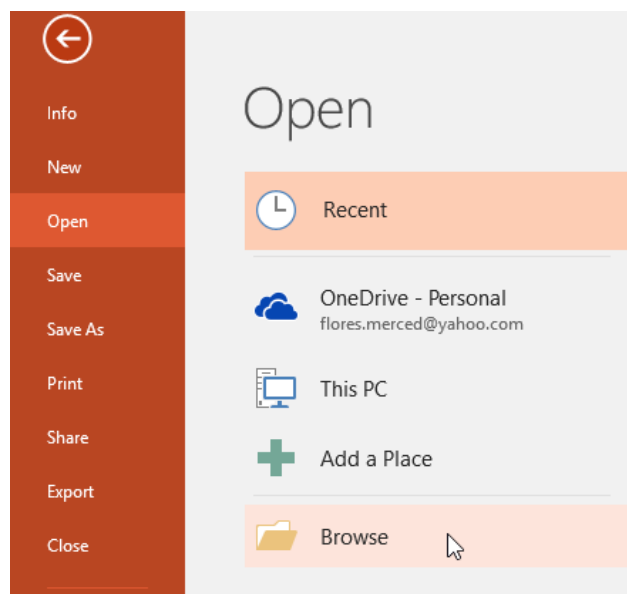 Info
New
Open
Save
Save As
Print
Share
Export
Close
Open
Recent
OneDrive - Personal
flores.merced@yahoo.com
This PC
Add a Place
Browse